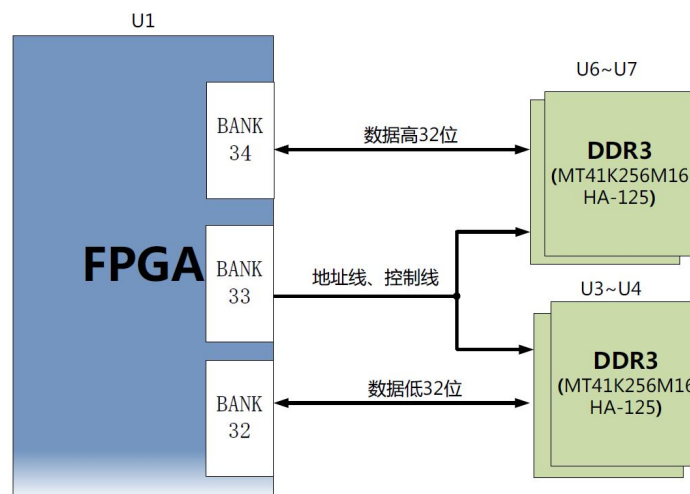 U1
U6~U7
BANK
34
数据高32位
DDR3
(MT41K256M16
HA-125)
FPGA
BANK
33
地址线、控制线
U3~U4
BANK
32
数据低32位
DDR3
(MT41K256M16
HA-125)